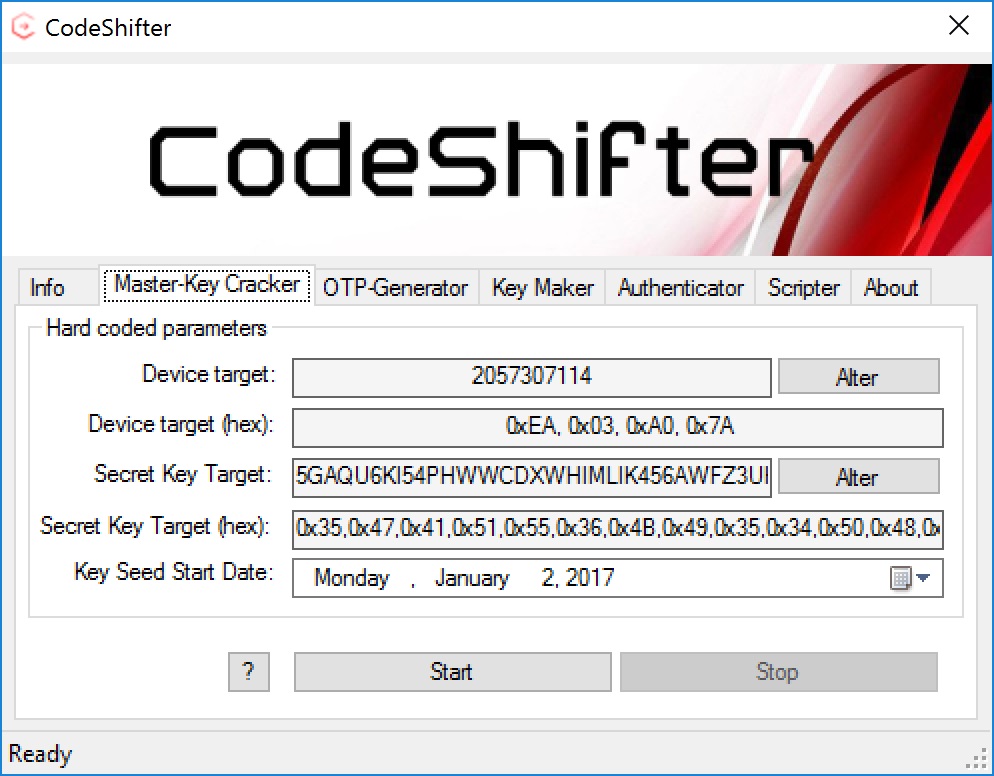 CodeShifter
CodeShifter
Info Master-Key Cracker OTP-Generator Key Maker Authenticator Scripter About
Hard coded parameters
Device target: 2057307114 Alter
Device target (hex): 0xEA, 0x03, 0xA0, 0x7A
Secret Key Target: 5GAQU6KI54PHWWCDXWHIMLIK456AWFZ3UI Alter
Secret Key Target (hex): 0x35,0x47,0x41,0x51,0x55,0x36,0x4B,0x49,0x35,0x34,0x50,0x48,0x
Key Seed Start Date: Monday , January 2, 2017
? Start Stop
Ready